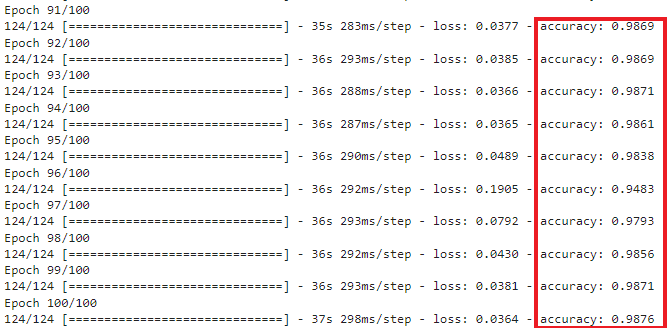 Epoch 91/100
124/124 [==============================] - 35s 283ms/step - loss: 0.0377 - accuracy: 0.9869
Epoch 92/100
124/124 [==============================] - 36s 293ms/step - loss: 0.0385 - accuracy: 0.9869
Epoch 93/100
124/124 [==============================] - 36s 288ms/step - loss: 0.0366 - accuracy: 0.9871
Epoch 94/100
124/124 [==============================] - 36s 287ms/step - loss: 0.0365 - accuracy: 0.9861
Epoch 95/100
124/124 [==============================] - 36s 290ms/step - loss: 0.0489 - accuracy: 0.9838
Epoch 96/100
124/124 [==============================] - 36s 292ms/step - loss: 0.1905 - accuracy: 0.9483
Epoch 97/100
124/124 [==============================] - 36s 293ms/step - loss: 0.0792 - accuracy: 0.9793
Epoch 98/100
124/124 [==============================] - 36s 292ms/step - loss: 0.0430 - accuracy: 0.9856
Epoch 99/100
124/124 [==============================] - 36s 293ms/step - loss: 0.0381 - accuracy: 0.9871
Epoch 100/100
124/124 [==============================] - 37s 298ms/step - loss: 0.0364 - accuracy: 0.9876